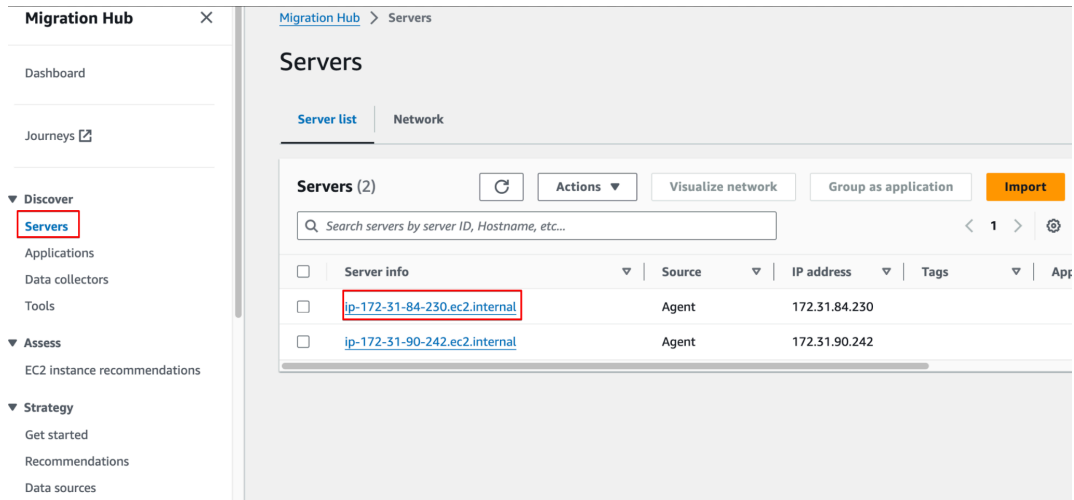 Migration Hub
Dashboard
Journeys
Discover
Servers
Applications
Data collectors
Tools
Assess
EC2 instance recommendations
Strategy
Get started
Recommendations
Data sources
Migration Hub > Servers
Servers
Server list Network
Servers (2) Actions Visualize network Group as application Import
Search servers by server ID, Hostname, etc...
1
Server info Source IP address Tags App
ip-172-31-84-230.ec2.internal Agent 172.31.84.230
ip-172-31-90-242.ec2.internal Agent 172.31.90.242